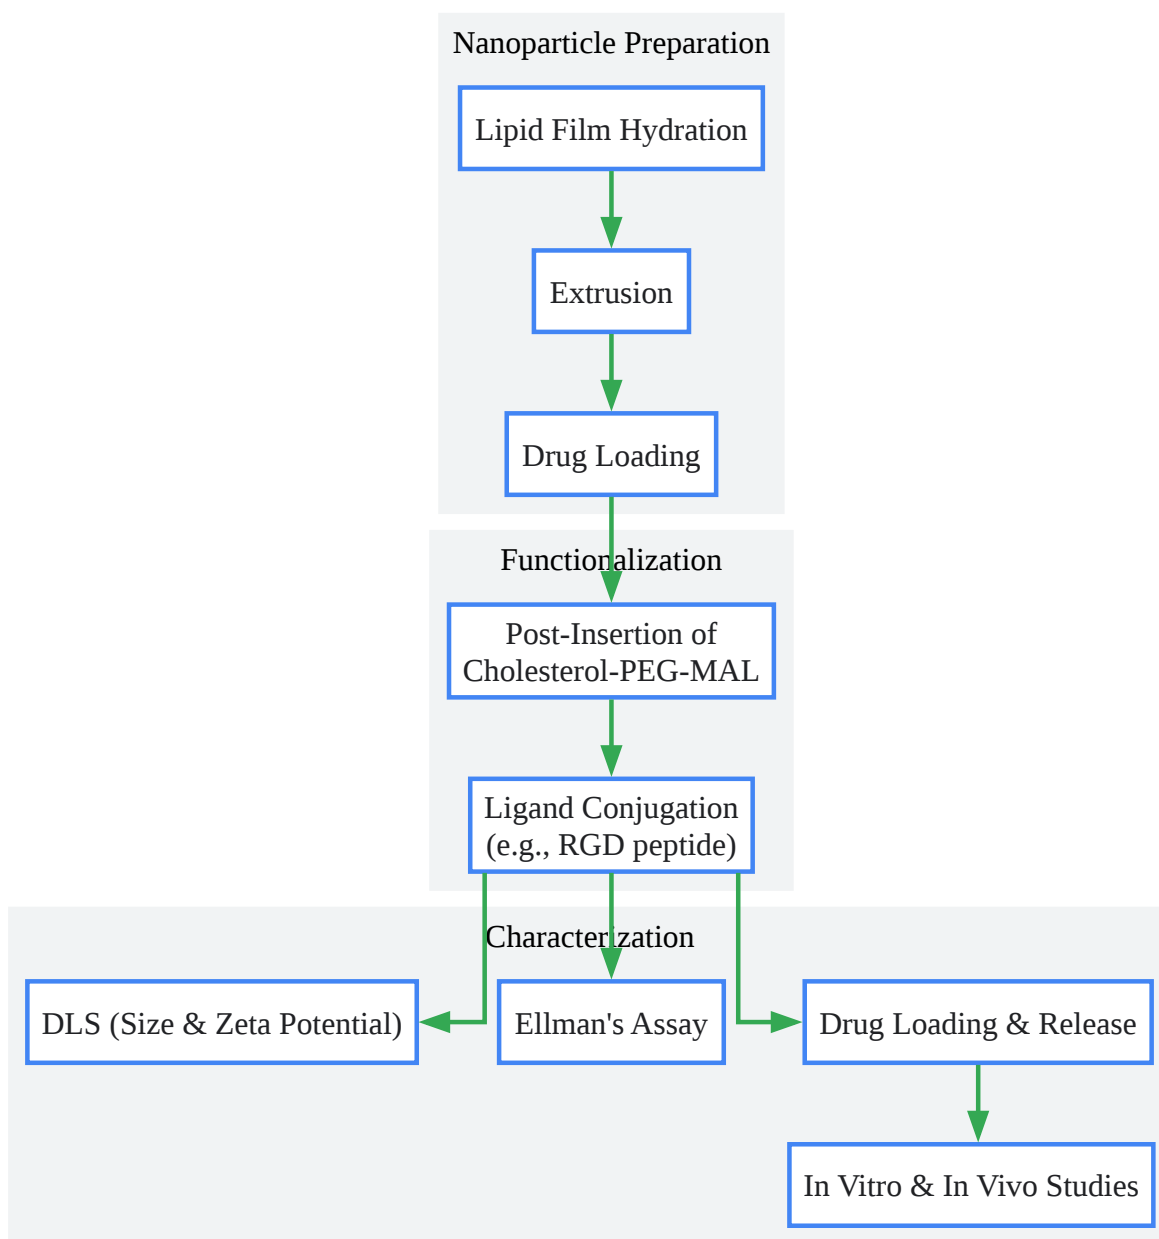 Nanoparticle Preparation
Lipid Film Hydration
Extrusion
Drug Loading
Functionalization
Post-Insertion of
Cholesterol-PEG-MAL
Ligand Conjugation
(e.g., RGD peptide)
Characterization
DLS (Size & Zeta Potential)
Ellman's Assay
Drug Loading & Release
In Vitro & In Vivo Studies